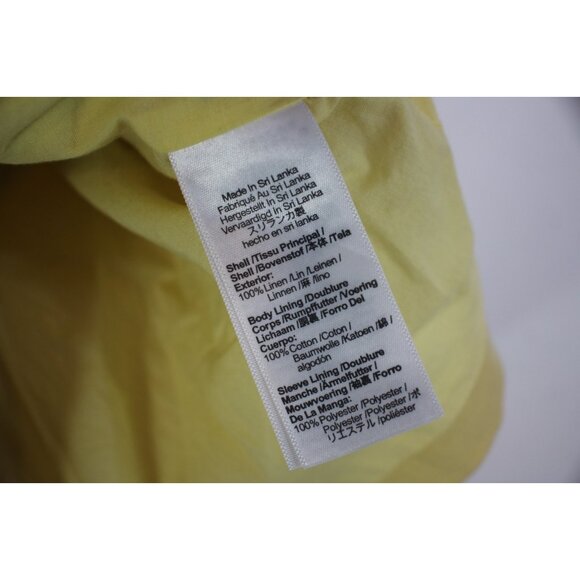 Made In Sri Lanka
Fabriqué Au Sri Lanka
Hergestellt In Sri Lanka
Vervaardigd In Sri Lanka
スリランカ製
hecho en sri lanka
Shell /Tissu Principal /
Shell /Bovenstof /本体 /Tela
Exterior:
100% Linen /Lin /Leinen /
Linnen /麻 /lino
Body Lining /Doublure
Corps /Rumpffutter /Voering
Lichaam /胴裏 /Forro Del
Cuerpo:
100% Cotton /Coton /
Baumwolle /Katoen /綿 /
algodón
Sleeve Lining /Doublure
Manche /Ärmelfutter /
Mouwvoering /袖裏 /Forro
De La Manga:
100% Polyester /Polyester /
Polyester /Polyester /ポ
リエステル /poliéster